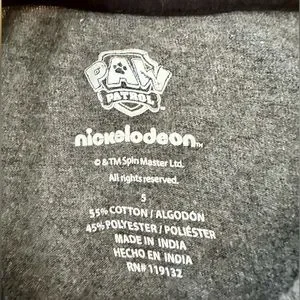 PAW
PATROL
nickelodeon™
© & TM Spin Master Ltd.
All rights reserved.
5
55% COTTON / ALGODÓN
45% POLYESTER / POLIÉSTER
MADE IN INDIA
HECHO EN INDIA
RN# 119132